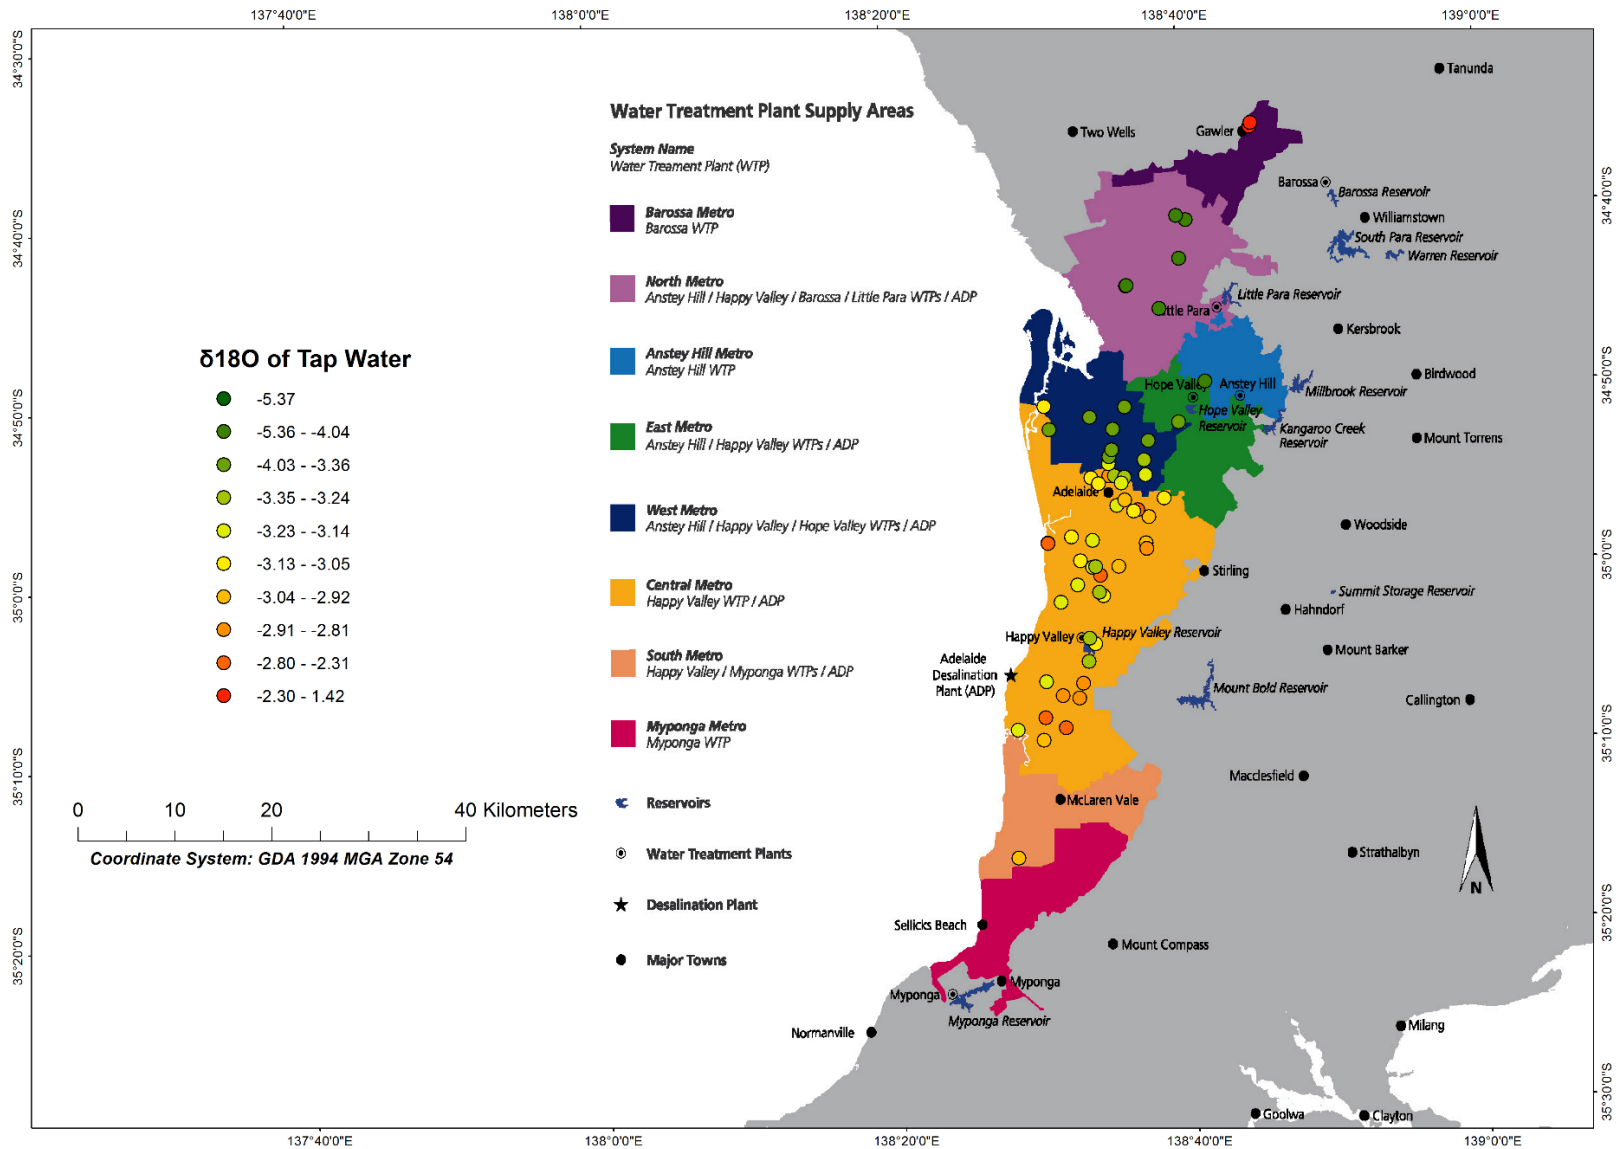 137°40'0"E
138°0'0"E
138°20'0"E
138°40'0"E
139°0'0"E
34°30'0"S
34°40'0"S
34°50'0"S
35°0'0"S
35°10'0"S
35°20'0"S
Water Treatment Plant Supply Areas
System Name
Water Treament Plant (WTP)
Barossa Metro
Barossa WTP
North Metro
Anstey Hill / Happy Valley / Barossa / Little Para WTPs / ADP
Anstey Hill Metro
Anstey Hill WTP
East Metro
Anstey Hill / Happy Valley WTPs / ADP
West Metro
Anstey Hill / Happy Valley / Hope Valley WTPs / ADP
Central Metro
Happy Valley WTP / ADP
South Metro
Happy Valley / Myponga WTPs / ADP
Myponga Metro
Myponga WTP
Reservoirs
Water Treatment Plants
Desalination Plant
Major Towns
δ18O of Tap Water
-5.37
-5.36 - -4.04
-4.03 - -3.36
-3.35 - -3.24
-3.23 - -3.14
-3.13 - -3.05
-3.04 - -2.92
-2.91 - -2.81
-2.80 - -2.31
-2.30 - 1.42
0 10 20 40 Kilometers
Coordinate System: GDA 1994 MGA Zone 54
Tanunda
Two Wells
Gawler
Barossa
Barossa Reservoir
Williamstown
South Para Reservoir
Warren Reservoir
Little Para Reservoir
ttle Para
Kersbrook
Birdwood
Hope Valley
Anstey Hill
Millbrook Reservoir
Hope Valley
Reservoir
Kangaroo Creek
Reservoir
Mount Torrens
Adelaide
Woodside
Stirling
Summit Storage Reservoir
Hahndorf
Happy Valley
Happy Valley Reservoir
Mount Barker
Adelaide
Desalination
Plant (ADP)
Mount Bold Reservoir
Callington
Macclesfield
McLaren Vale
Strathalbyn
N
Sellicks Beach
Mount Compass
Myponga
Myponga
Myponga Reservoir
Normanville
Milang
Goolwa
Clayton
34°40'0"S
34°50'0"S
35°0'0"S
35°10'0"S
35°20'0"S
35°30'0"S
137°40'0"E
138°0'0"E
138°20'0"E
138°40'0"E
139°0'0"E